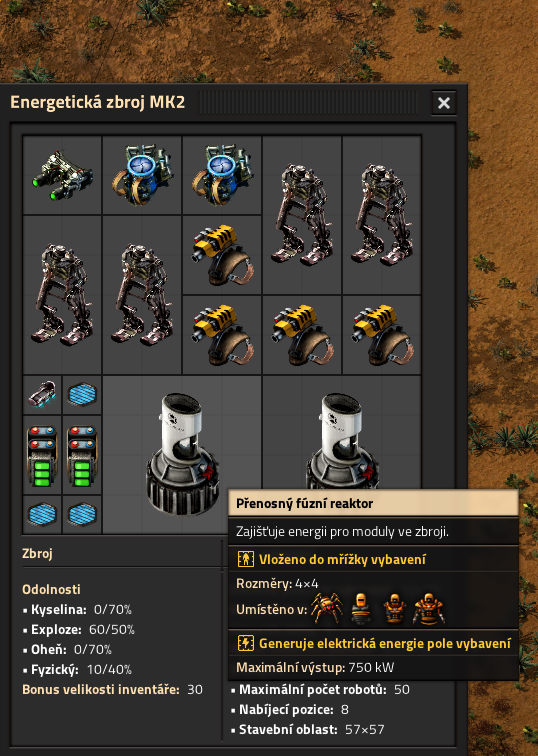 Energetická zbroj MK2
Přenosný fúzní reaktor
Zajišťuje energii pro moduly ve zbroji.
Vloženo do mřížky vybavení
Rozměry: 4×4
Umístěno v:
Generuje elektrická energie pole vybavení
Maximální výstup: 750 kW
Zbroj
Odolnosti
• Kyselina: 0/70%
• Exploze: 60/50%
• Oheň: 0/70%
• Fyzický: 10/40%
Bonus velikosti inventáře: 30
• Maximální počet robotů: 50
• Nabíjecí pozice: 8
• Stavební oblast: 57×57